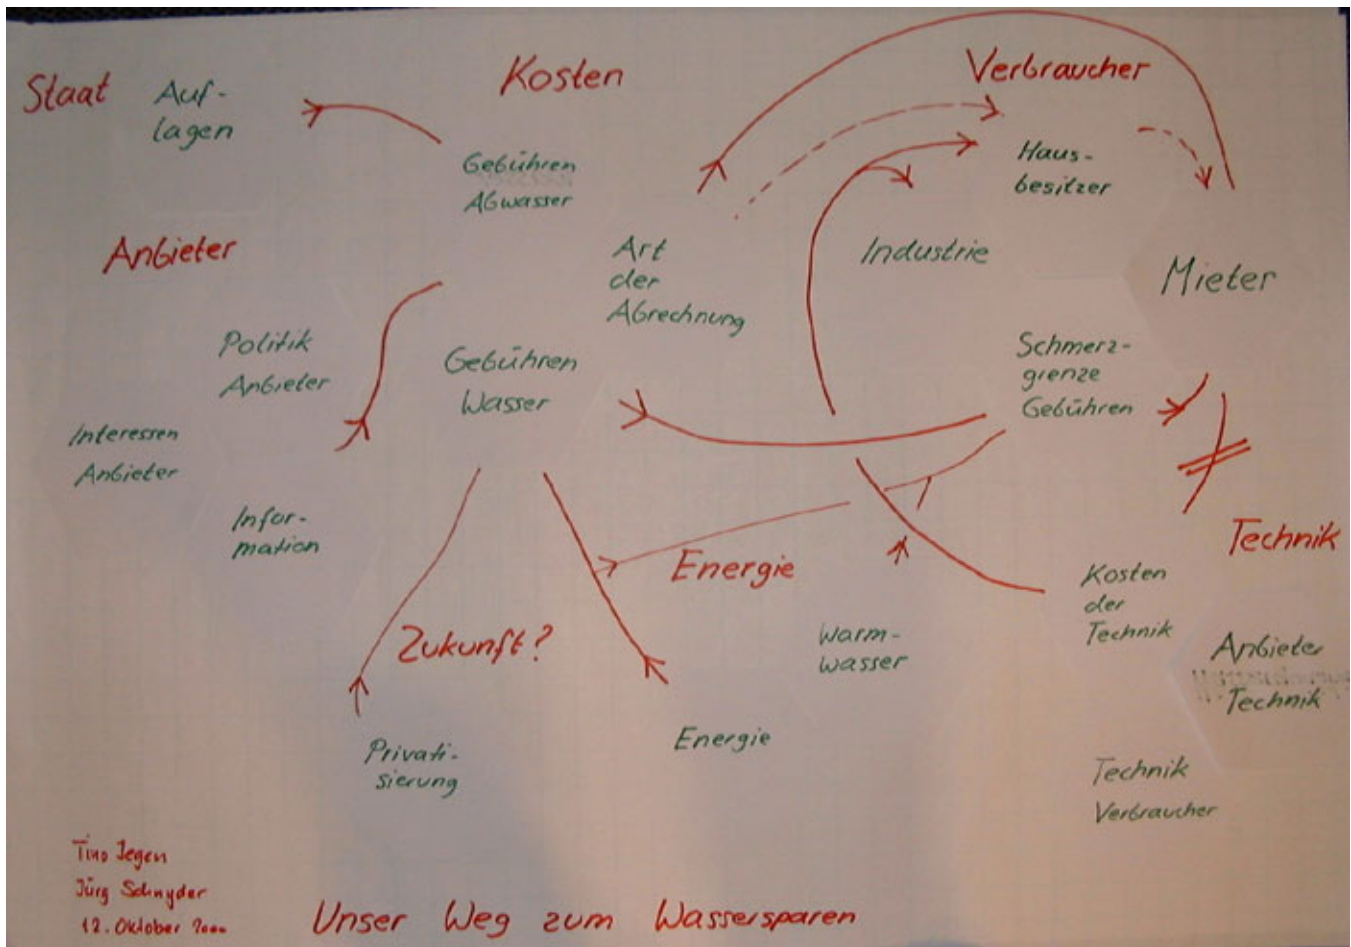 Staat
Auf-
lagen
Kosten
Verbraucher
Gebühren
Abwasser
Haus-
besitzer
Anbieter
Art
der
Abrechnung
Industrie
Mieter
Politik
Anbieter
Gebühren
Wasser
Schmerz-
grenze
Gebühren
Interessen
Anbieter
Infor-
mation
Energie
Technik
Kosten
der
Technik
Zukunft?
Warm-
wasser
Anbieter
Technik
Privati-
sierung
Energie
Technik
Verbraucher
Tino Jegen
Jürg Schnyder
12. Oktober 2000
Unser Weg zum Wassersparen